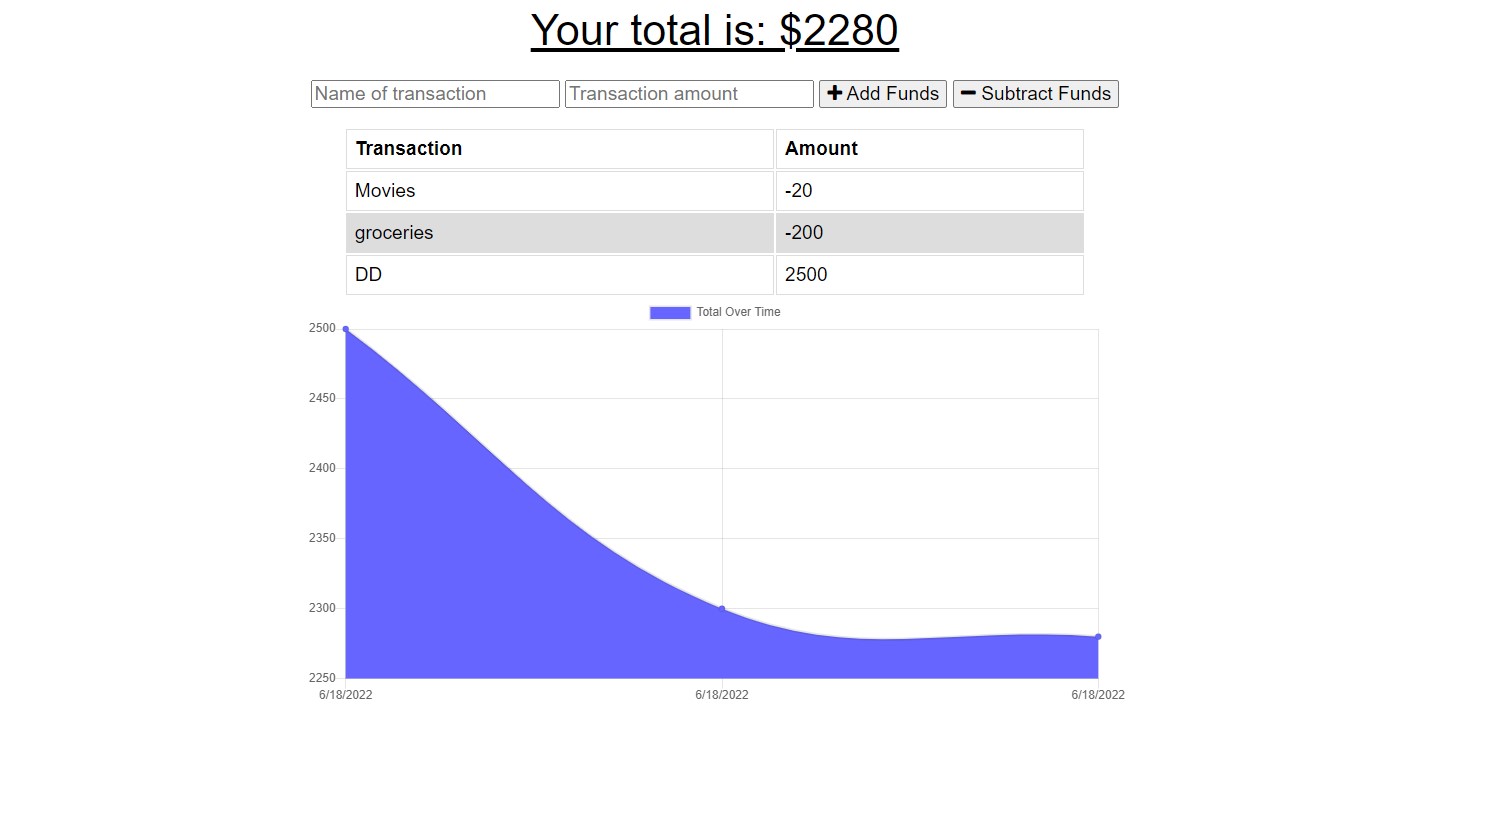 Your total is: $2280
Name of transaction Transaction amount Add Funds Subtract Funds
Transaction Amount
Movies -20
groceries -200
DD 2500
Total Over Time
2500
2450
2400
2350
2300
2250
6/18/2022 6/18/2022 6/18/2022